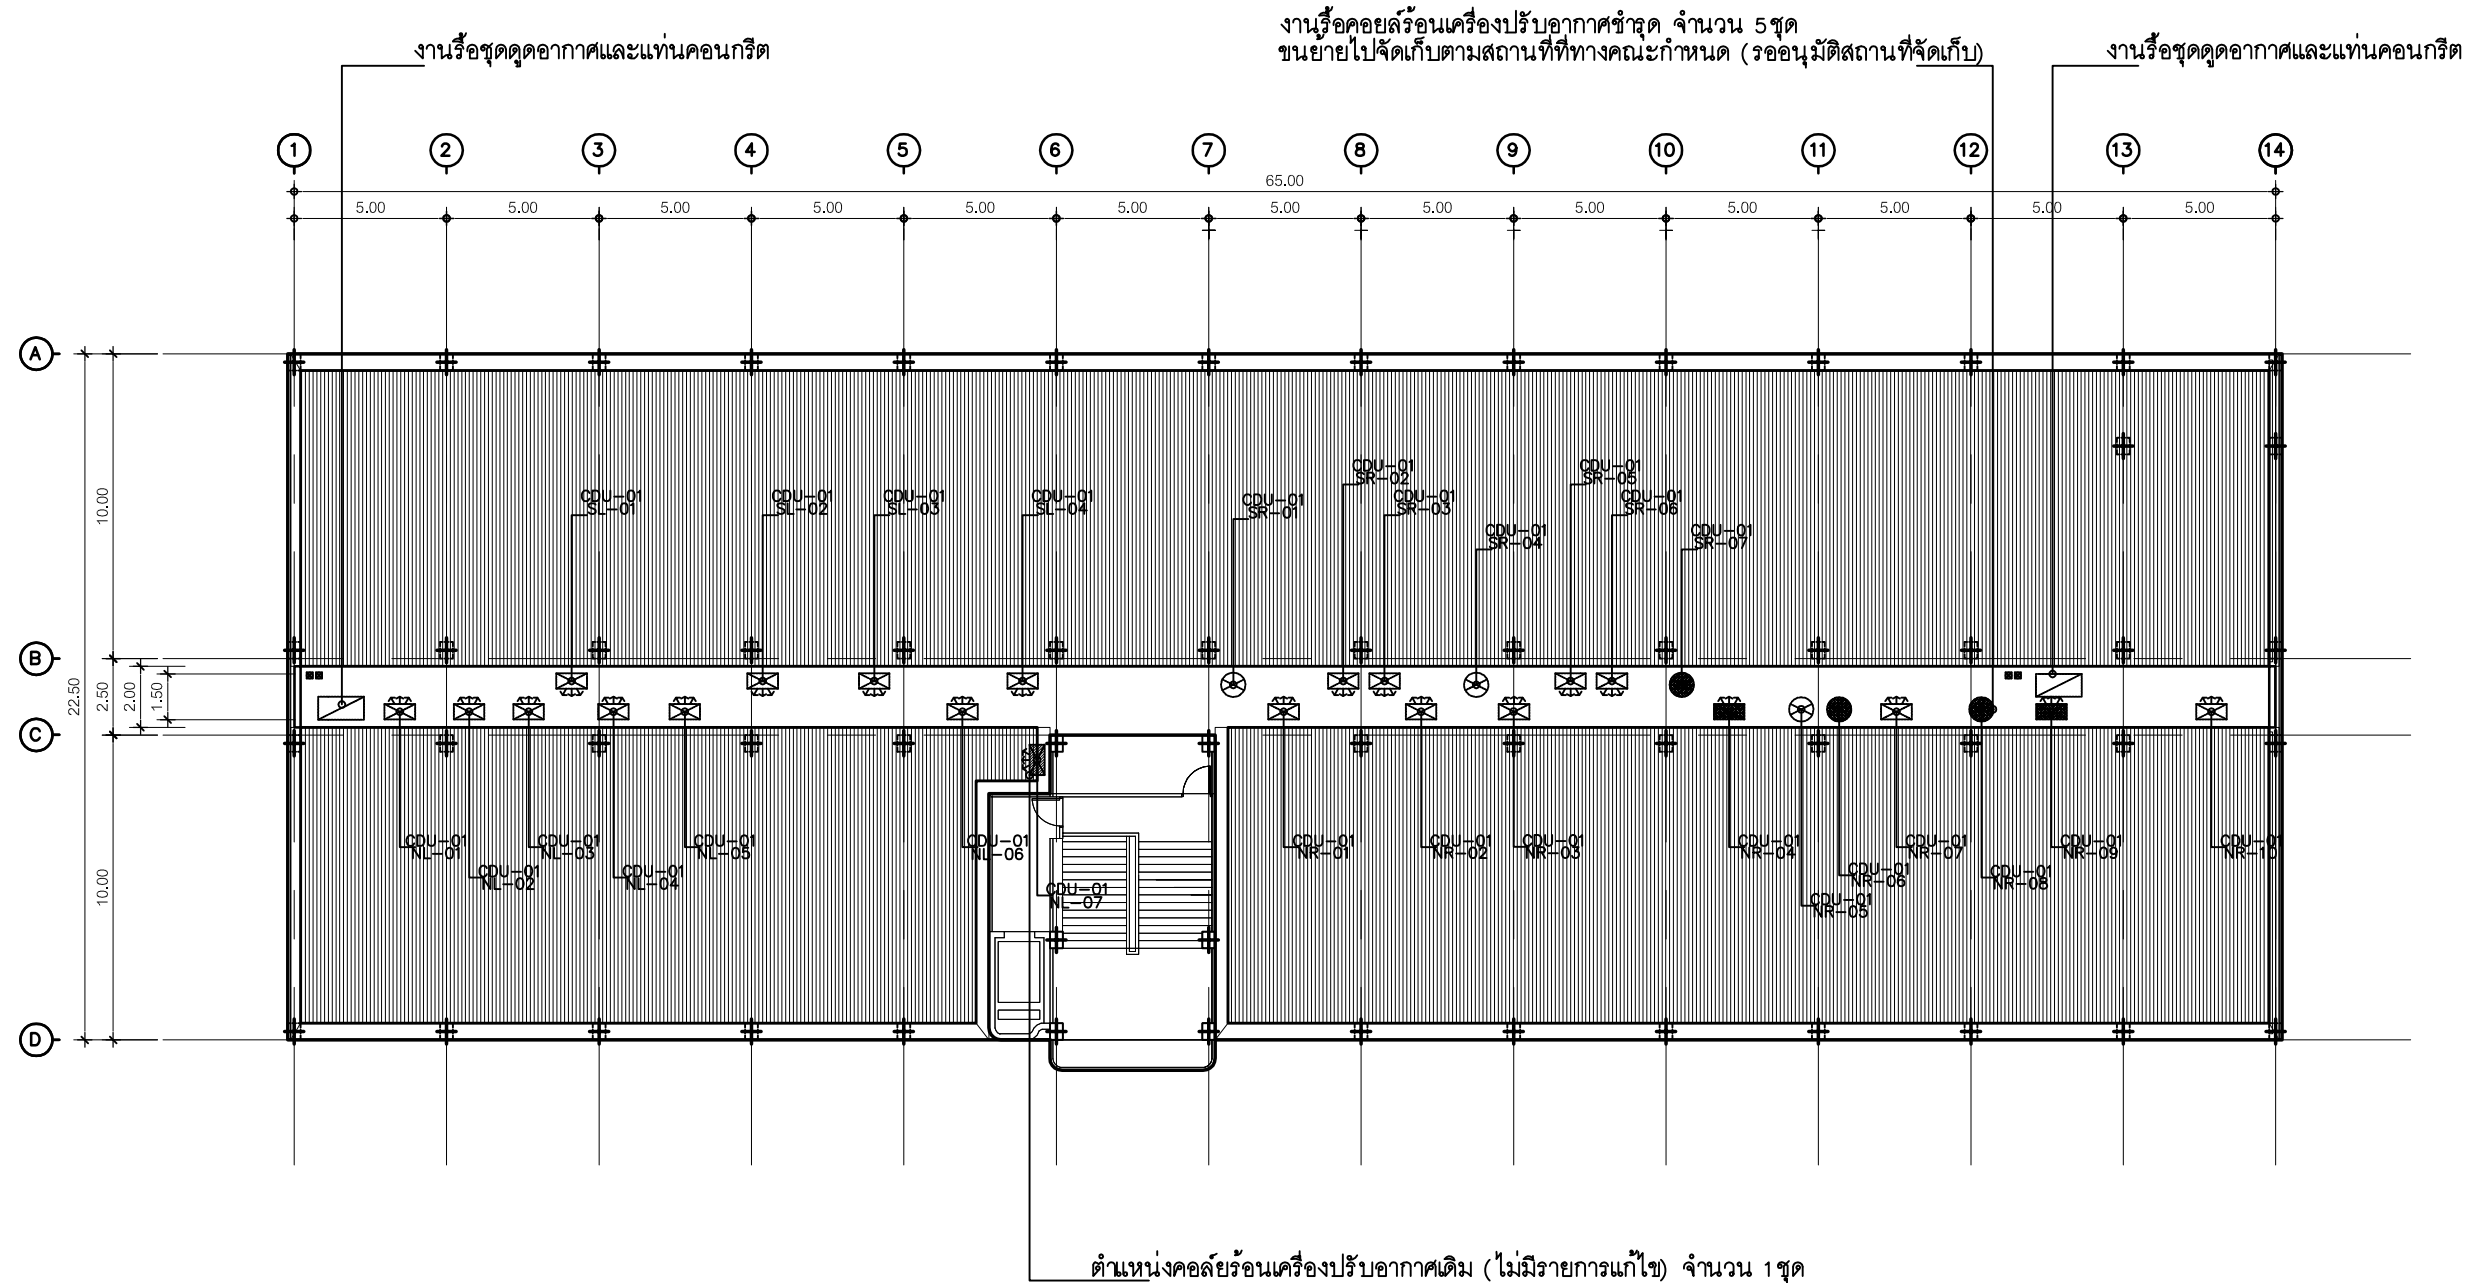 งานรื้อคอยล์ร้อนเครื่องปรับอากาศชำรุด จำนวน 5 ชุด
งานรื้อชุดดูดอากาศและแท่นคอนกรีต
ขนย้ายไปจัดเก็บตามสถานที่ที่ทางคณะกำหนด (รออนุมัติสถานที่จัดเก็บ)
งานรื้อชุดดูดอากาศและแท่นคอนกรีต
1 2 3 4 5 6 7 8 9 10 11 12 13 14
65.00
5.00 5.00 5.00 5.00 5.00 5.00 5.00 5.00 5.00 5.00 5.00 5.00 5.00
A
B
C
D
22.50
10.00
2.50
2.00
1.50
10.00
CDU-01
SL-01
CDU-01
SL-02
CDU-01
SL-03
CDU-01
SL-04
CDU-01
SR-01
CDU-01
SR-02
CDU-01
SR-03
CDU-01
SR-04
CDU-01
SR-05
CDU-01
SR-06
CDU-01
SR-07
CDU-01
NL-01
CDU-01
NL-02
CDU-01
NL-03
CDU-01
NL-04
CDU-01
NL-05
CDU-01
NL-06
CDU-01
NL-07
CDU-01
NR-01
CDU-01
NR-02
CDU-01
NR-03
CDU-01
NR-04
CDU-01
NR-05
CDU-01
NR-06
CDU-01
NR-07
CDU-01
NR-08
CDU-01
NR-09
CDU-01
NR-10
ตำแหน่งคอล์ยร้อนเครื่องปรับอากาศเดิม (ไม่มีรายการแก้ไข) จำนวน 1 ชุด